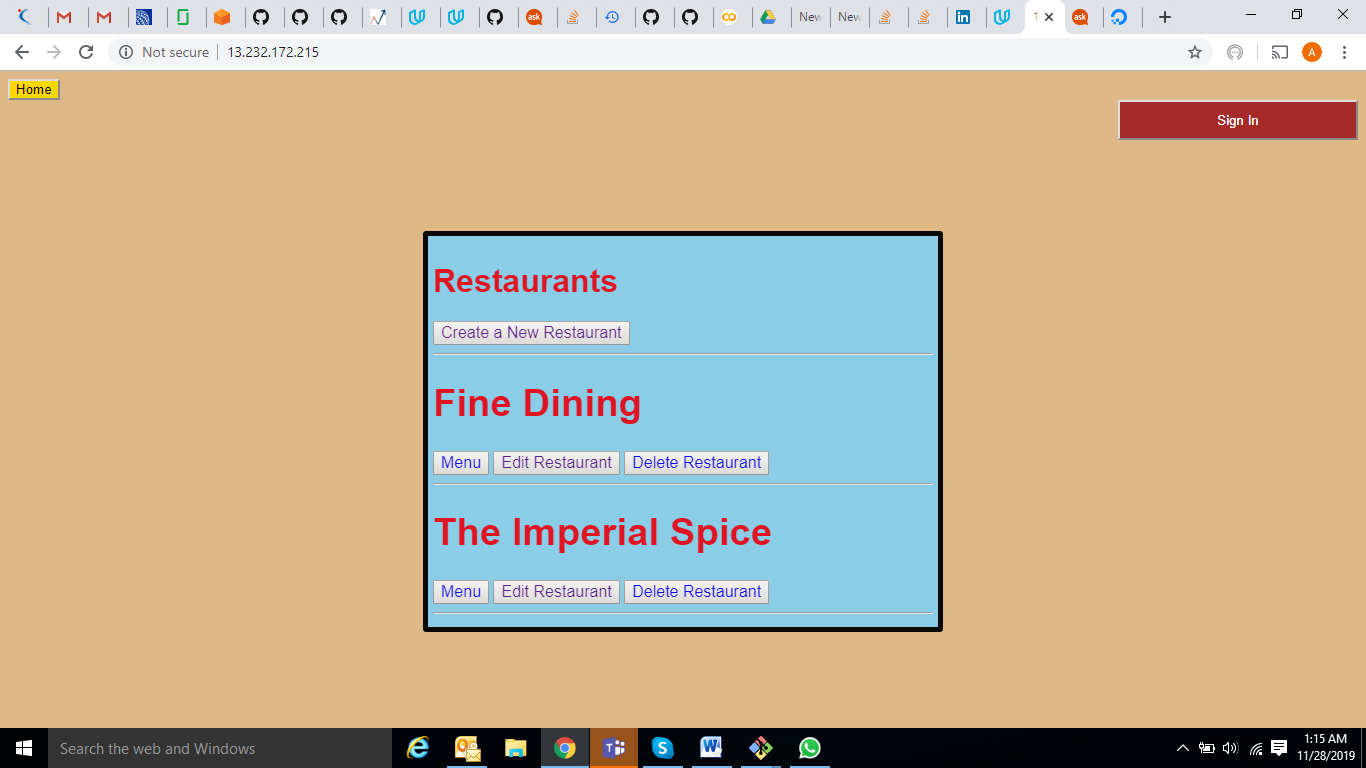 New
New
1
Not secure
13.232.172.215
A
Home
Sign In
Restaurants
Create a New Restaurant
Fine Dining
Menu Edit Restaurant Delete Restaurant
The Imperial Spice
Menu Edit Restaurant Delete Restaurant
Search the web and Windows
1:15 AM
11/28/2019